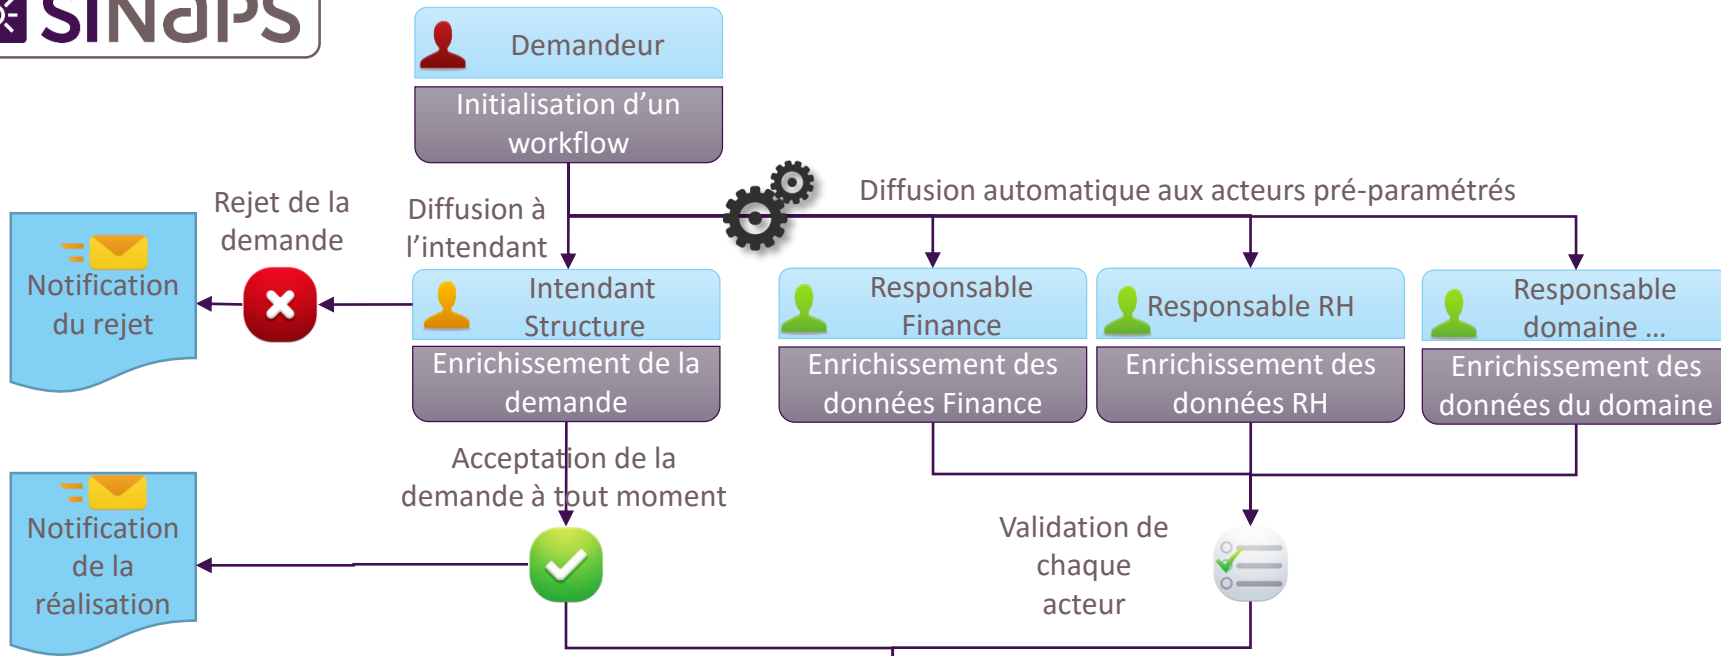 SINAPS
Demandeur
Initialisation d’un
workflow
Diffusion automatique aux acteurs pré-paramétrés
Rejet de la
demande
Diffusion à
l’intendant
Notification
du rejet
Intendant
Structure
Enrichissement de la
demande
Responsable
Finance
Enrichissement des
données Finance
Responsable RH
Enrichissement des
données RH
Responsable
domaine ...
Enrichissement des
données du domaine
Acceptation de la
demande à tout moment
Notification
de la
réalisation
Validation de
chaque
acteur